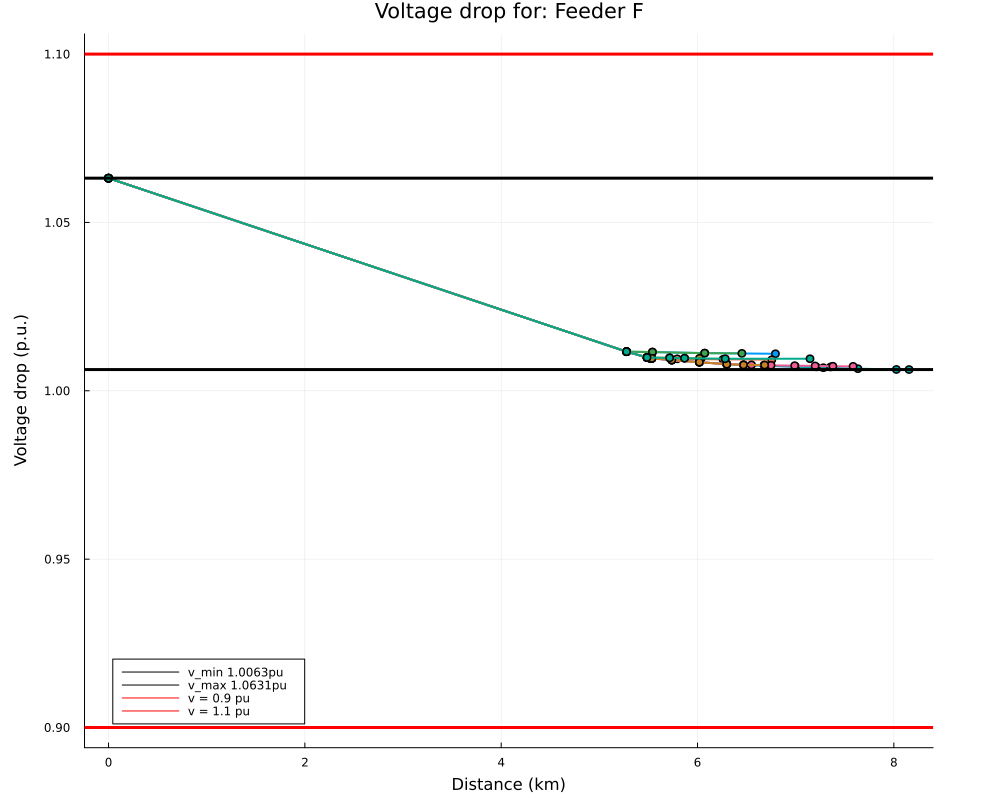 Voltage drop for: Feeder F
1.10
1.05
1.00
0.95
0.90
Voltage drop (p.u.)
v_min 1.0063pu
v_max 1.0631pu
v = 0.9 pu
v = 1.1 pu
0 2 4 6 8
Distance (km)